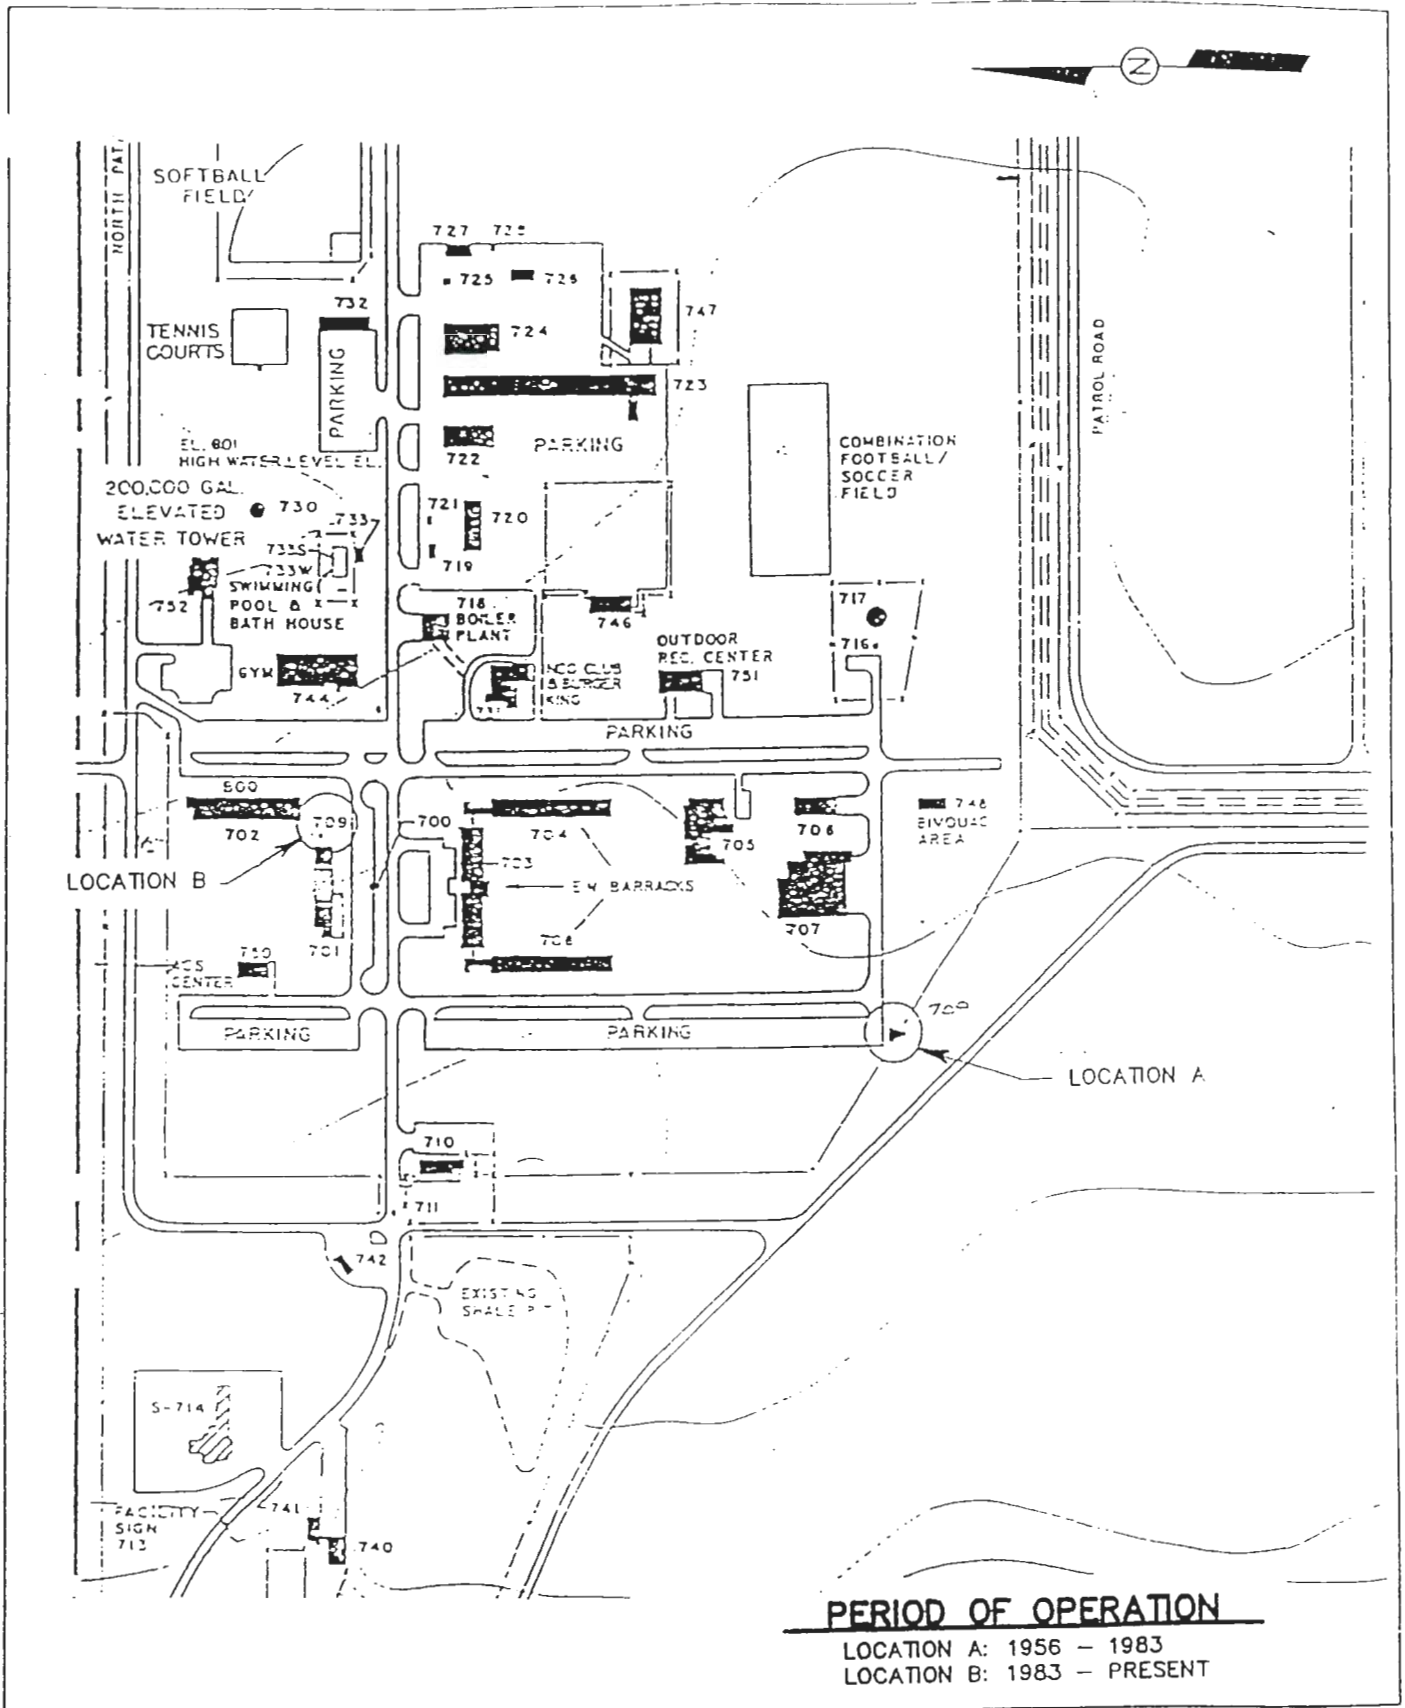 N
NORTH
SOFTBALL
FIELD
727
725
726
747
732
724
TENNIS
COURTS
PARKING
723
PATROL ROAD
722
PARKING
COMBINATION
FOOTBALL/
SOCCER
FIELD
EL. 801
HIGH WATER LEVEL EL.
200,000 GAL.
ELEVATED
WATER TOWER
730
733
721
720
719
733S
733W
SWIMMING
POOL &
BATH HOUSE
752
718
BOILER
PLANT
746
717
716
OUTDOOR
REC. CENTER
751
GYM
744
NCO CLUB
& BURGER
KING
PARKING
702
709
700
704
705
706
748
BIVOUAC
AREA
703
LOCATION B
E M BARRACKS
707
701
708
750
ACS
CENTER
PARKING
PARKING
LOCATION A
710
711
742
EXISTING
SHALE PIT
S-714
FACILITY
SIGN
713
741
740
PERIOD OF OPERATION
LOCATION A: 1956 - 1983
LOCATION B: 1983 - PRESENT